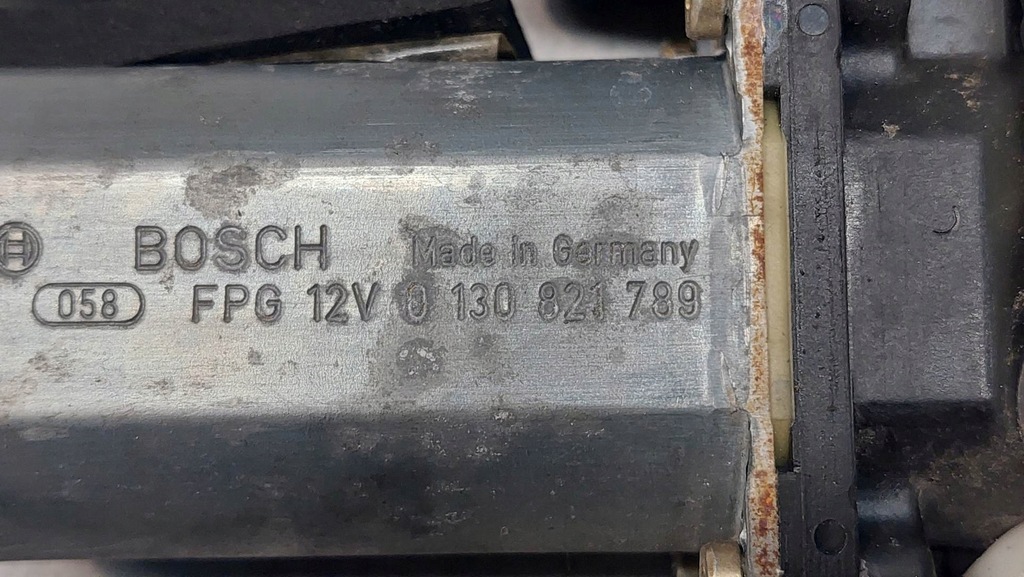 BOSCH Made in Germany
058 FPG 12V 0 130 821 789